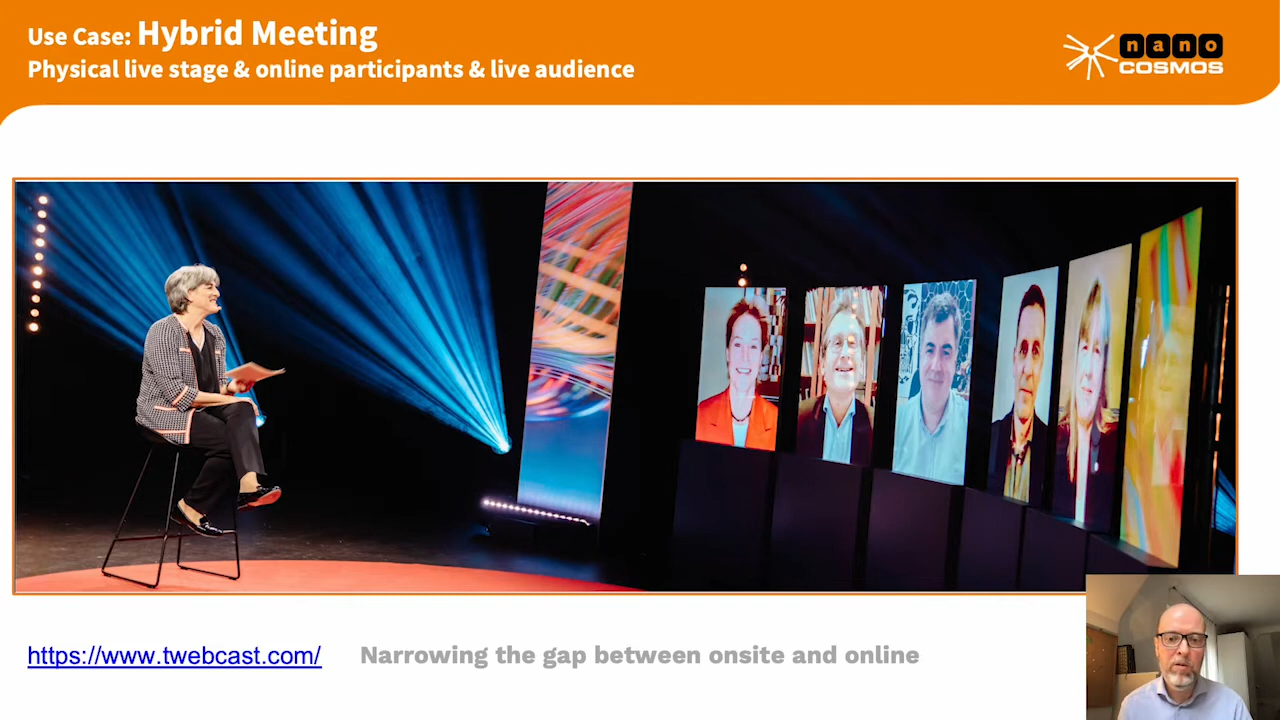 Use Case: Hybrid Meeting
Physical live stage & online participants & live audience
nano
COSMOS
https://www.twebcast.com/
Narrowing the gap between onsite and online